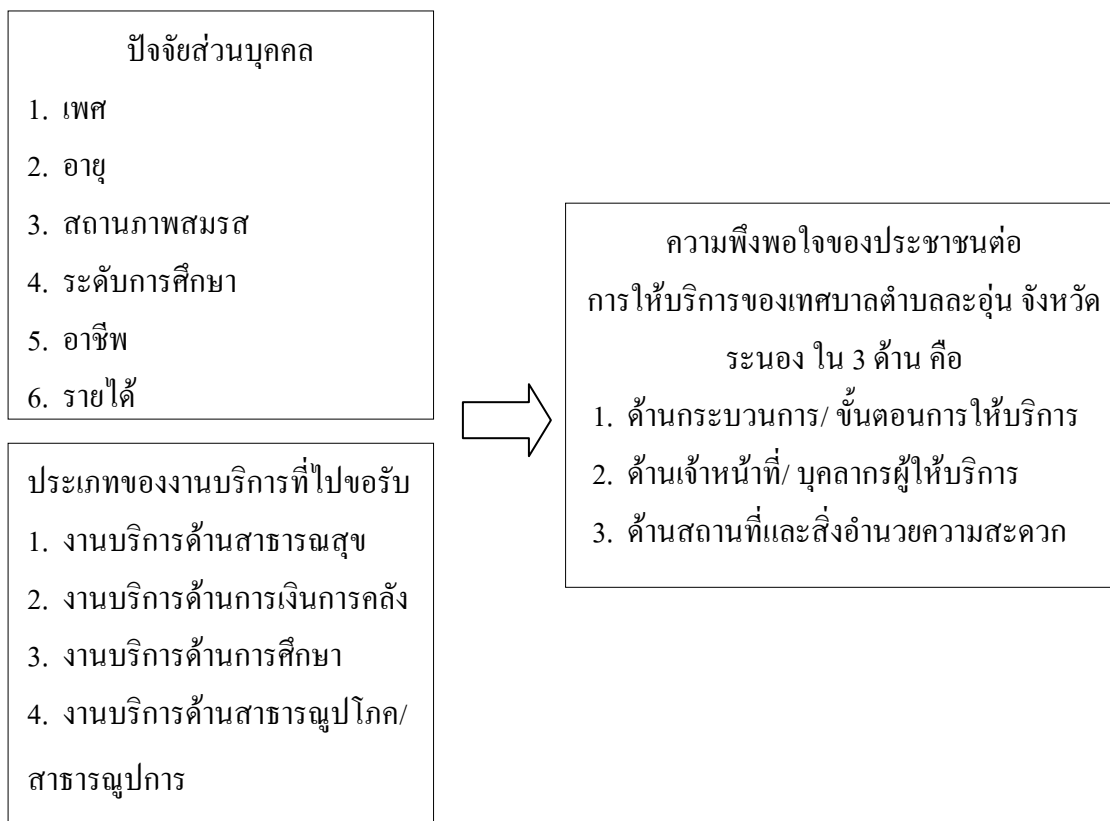 ปัจจัยส่วนบุคคล
1. เพศ
2. อายุ
3. สถานภาพสมรส
4. ระดับการศึกษา
5. อาชีพ
6. รายได้
ประเภทของงานบริการที่ไปขอรับ
1. งานบริการด้านสาธารณสุข
2. งานบริการด้านการเงินการคลัง
3. งานบริการด้านการศึกษา
4. งานบริการด้านสาธารณูปโภค/
สาธารณูปการ
ความพึงพอใจของประชาชนต่อ
การให้บริการของเทศบาลตำบลละอุ่น จังหวัด
ระนอง ใน 3 ด้าน คือ
1. ด้านกระบวนการ/ ขั้นตอนการให้บริการ
2. ด้านเจ้าหน้าที่/ บุคลากรผู้ให้บริการ
3. ด้านสถานที่และสิ่งอำนวยความสะดวก